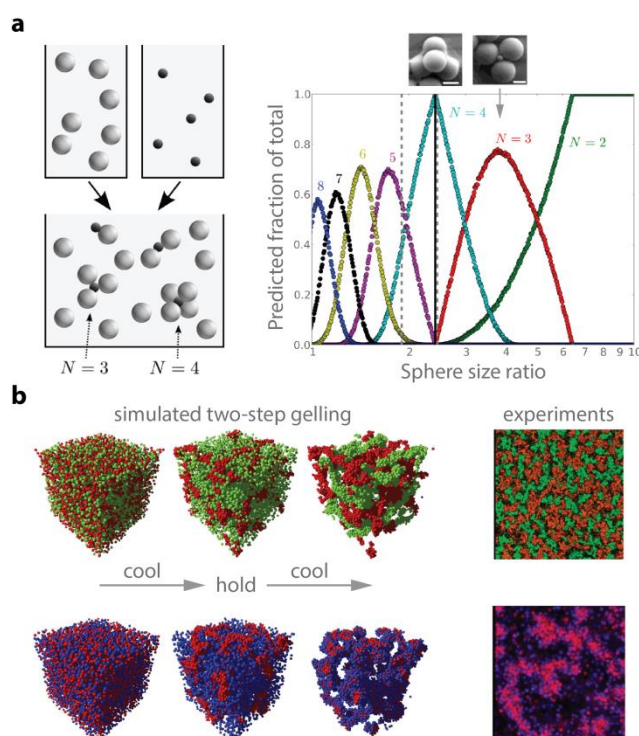 a
N = 3
N = 4
Predicted fraction of total
1.0
0.8
0.6
0.4
0.2
0.0
8
7
6
5
N = 4
N = 3
N = 2
1
2
3
4
5
6
7
8
9
10
Sphere size ratio
b
simulated two-step gelling
experiments
cool
hold
cool